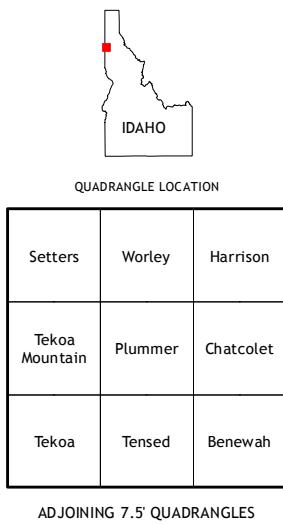 IDAHO
QUADRANGLE LOCATION
Setters Worley Harrison
Tekoa
Mountain Plummer Chatcolet
Tekoa Tensed Benewah
ADJOINING 7.5' QUADRANGLES